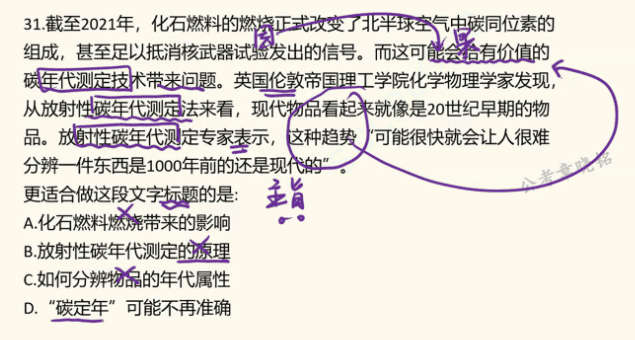 31.截至2021年，化石燃料的燃烧正式改变了北半球空气中碳同位素的
组成，甚至足以抵消核武器试验发出的信号。而这可能会给有价值的
碳年代测定技术带来问题。英国伦敦帝国理工学院化学物理学家发现，
从放射性碳年代测定法来看，现代物品看起来就像是20世纪早期的物
品。放射性碳年代测定专家表示，这种趋势“可能很快就会让人很难
分辨一件东西是1000年前的还是现代的”。
更适合做这段文字标题的是:
A.化石燃料燃烧带来的影响
B.放射性碳年代测定的原理
C.如何分辨物品的年代属性
D.“碳定年”可能不再准确
因
果
主旨
公考章晓铭